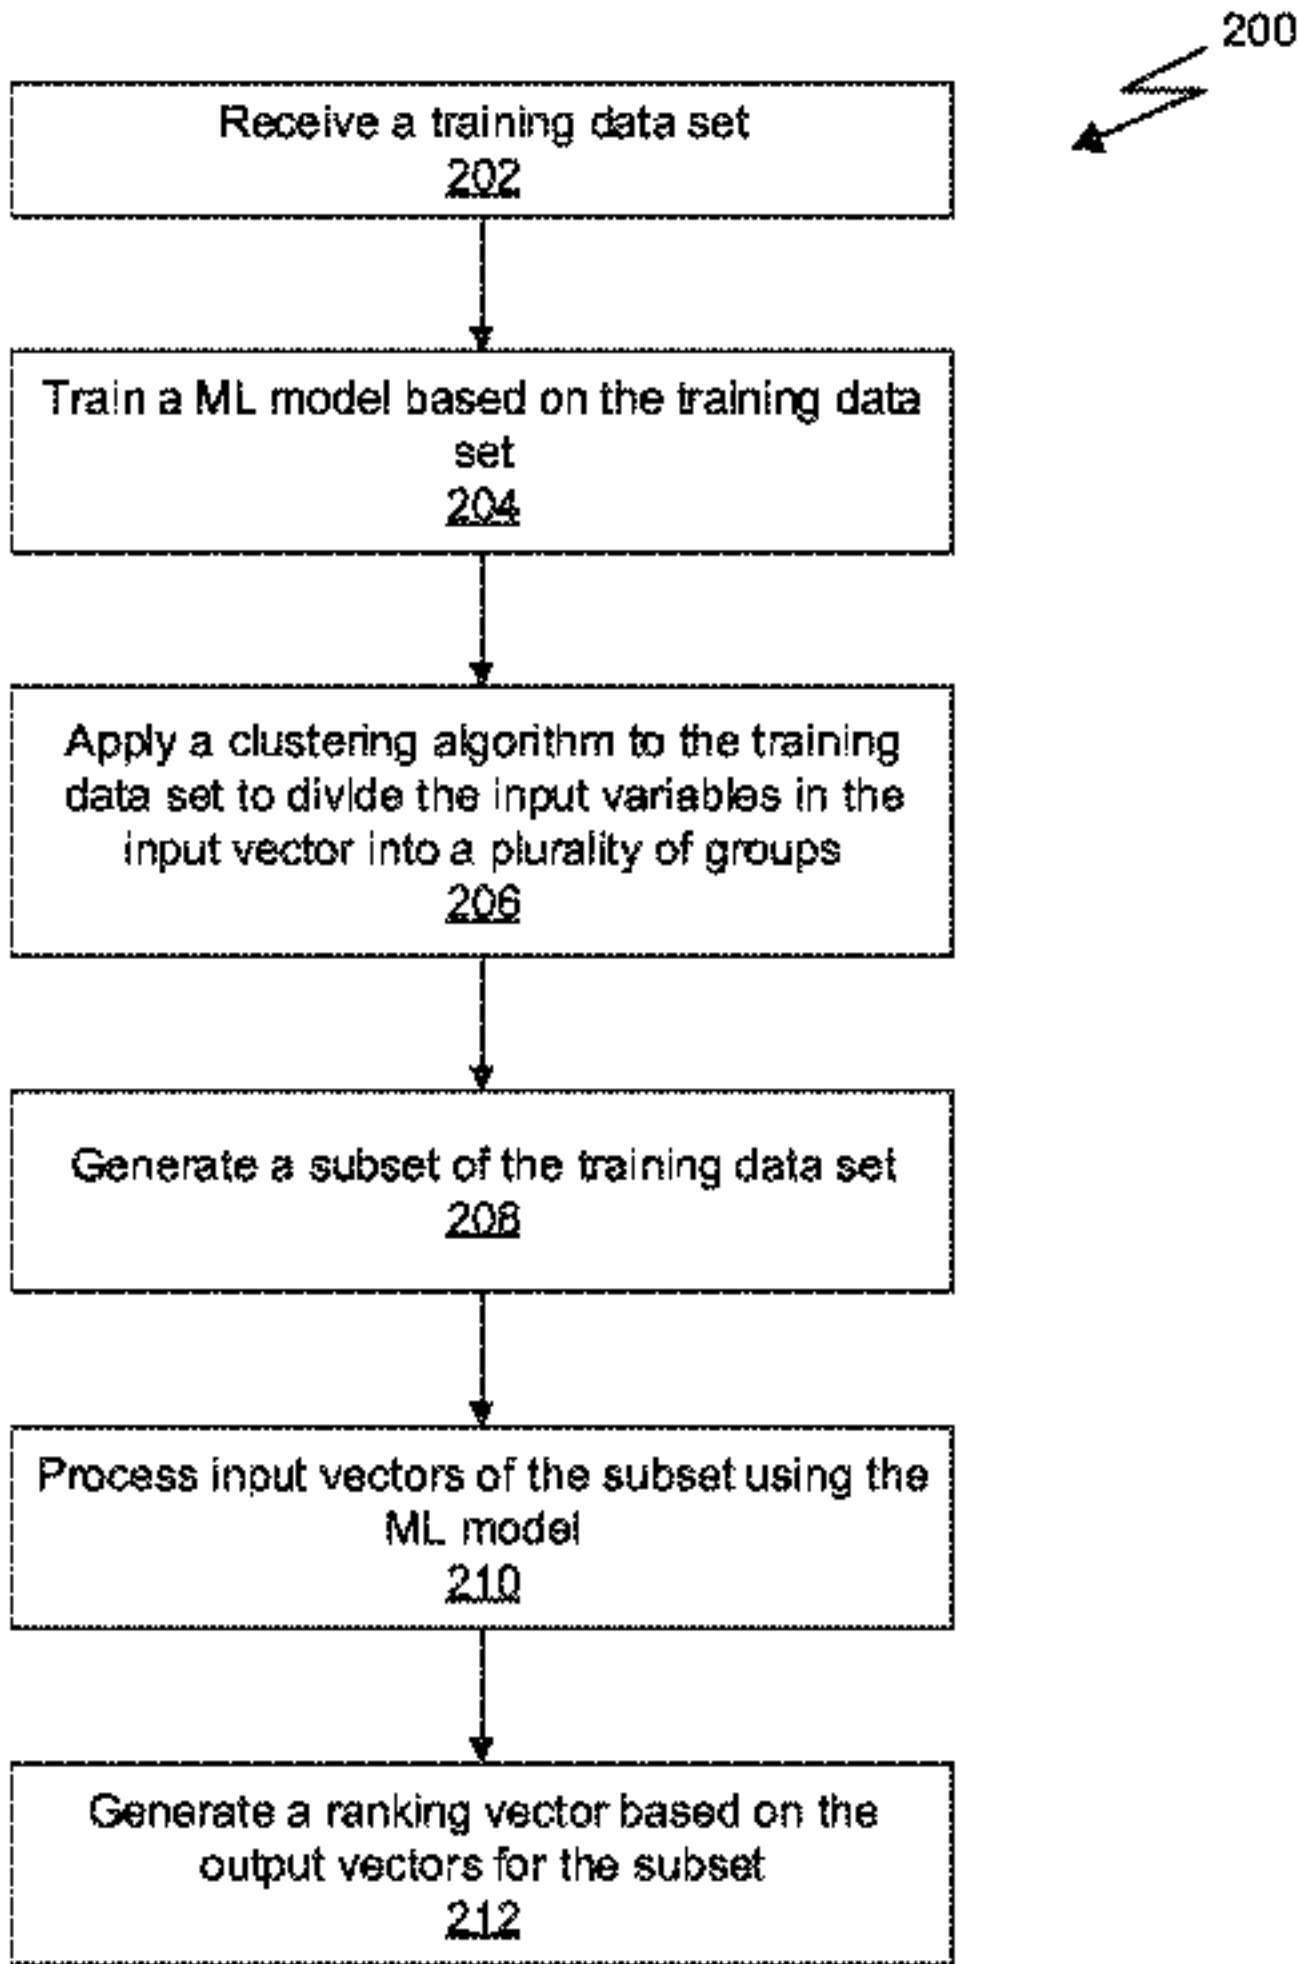 200
Receive a training data set
202
Train a ML model based on the training data
set
204
Apply a clustering algorithm to the training
data set to divide the input variables in the
input vector into a plurality of groups
206
Generate a subset of the training data set
208
Process input vectors of the subset using the
ML model
210
Generate a ranking vector based on the
output vectors for the subset
212